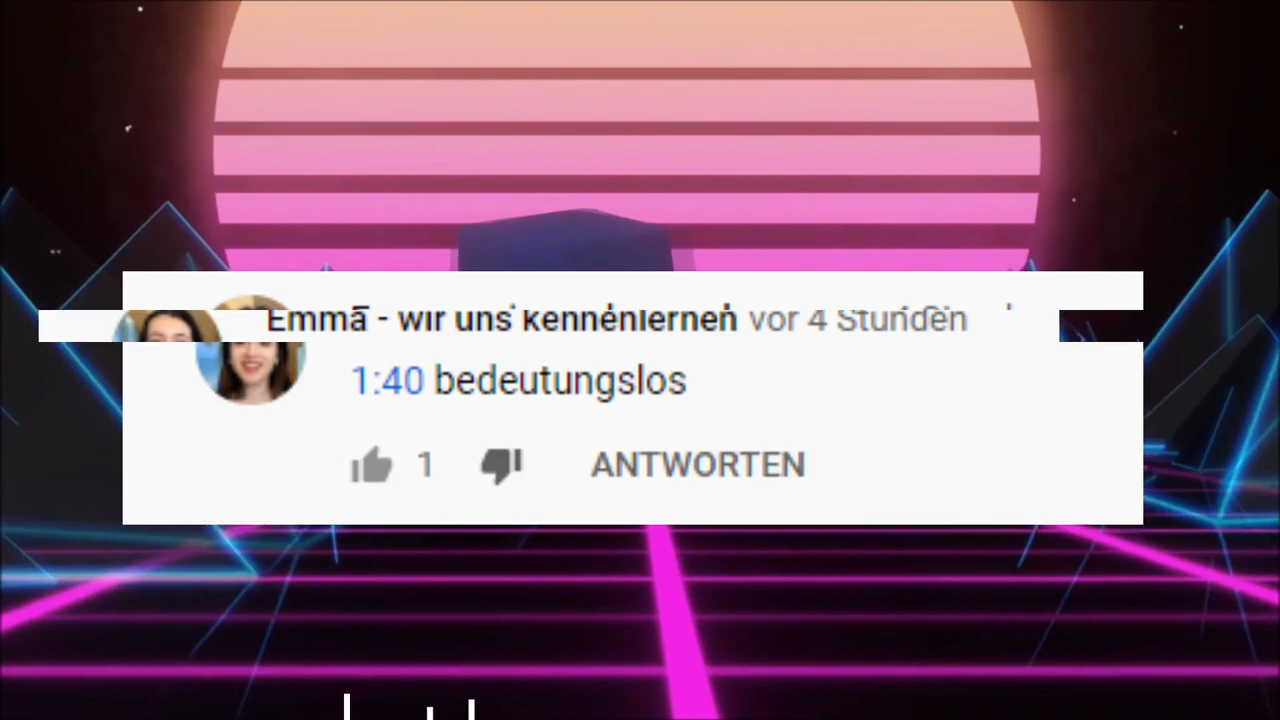 Emma - wir uns kennenlernen vor 4 Stunden
1:40 bedeutungslos
1 ANTWORTEN